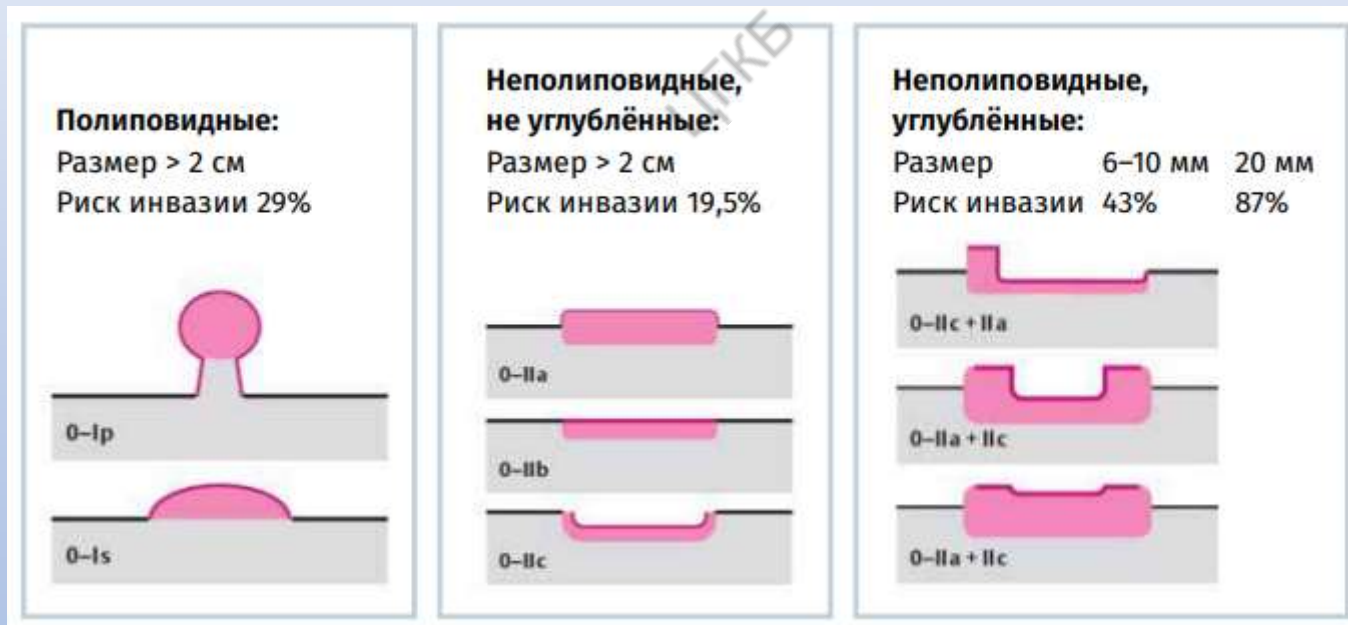 ЦГКБ
Полиповидные:
Размер > 2 см
Риск инвазии 29%
0–Ip
0–Is
Неполиповидные,
не углублённые:
Размер > 2 см
Риск инвазии 19,5%
0–IIa
0–IIb
0–IIc
Неполиповидные,
углублённые:
Размер 6–10 мм 20 мм
Риск инвазии 43% 87%
0–IIc + IIa
0–IIa + IIc
0–IIa + IIc